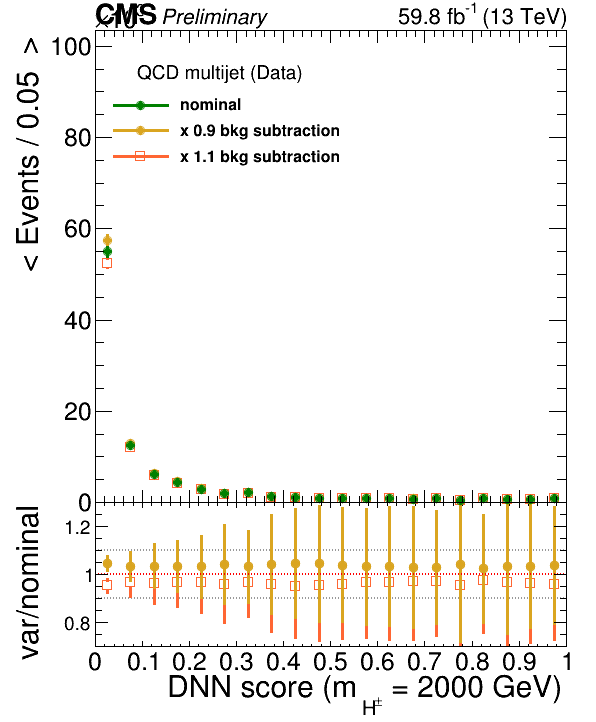 CMS Preliminary 59.8 fb-1 (13 TeV)
< Events / 0.05 >
100
80
60
40
20
0
QCD multijet (Data)
nominal
x 0.9 bkg subtraction
x 1.1 bkg subtraction
var/nominal
1.2
1
0.8
0 0.1 0.2 0.3 0.4 0.5 0.6 0.7 0.8 0.9 1
DNN score (m H± = 2000 GeV)